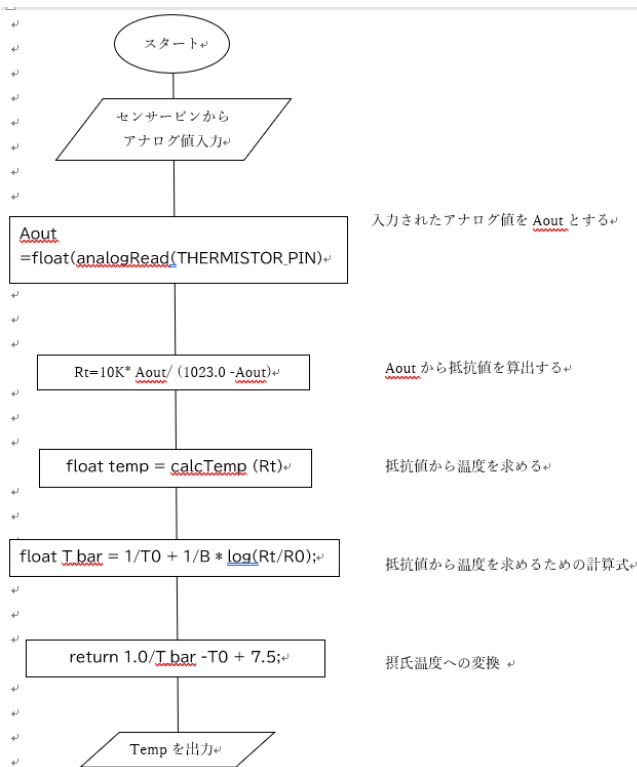 スタート
センサーピンから
アナログ値入力
入力されたアナログ値を Aout とする
Aout
=float(analogRead(THERMISTOR_PIN)
Rt=10K* Aout/ (1023.0 -Aout)
Aout から抵抗値を算出する
float temp = calcTemp (Rt)
抵抗値から温度を求める
float T_bar = 1/T0 + 1/B * log(Rt/R0);
抵抗値から温度を求めるための計算式
return 1.0/T_bar -T0 + 7.5;
摂氏温度への変換
Temp を出力